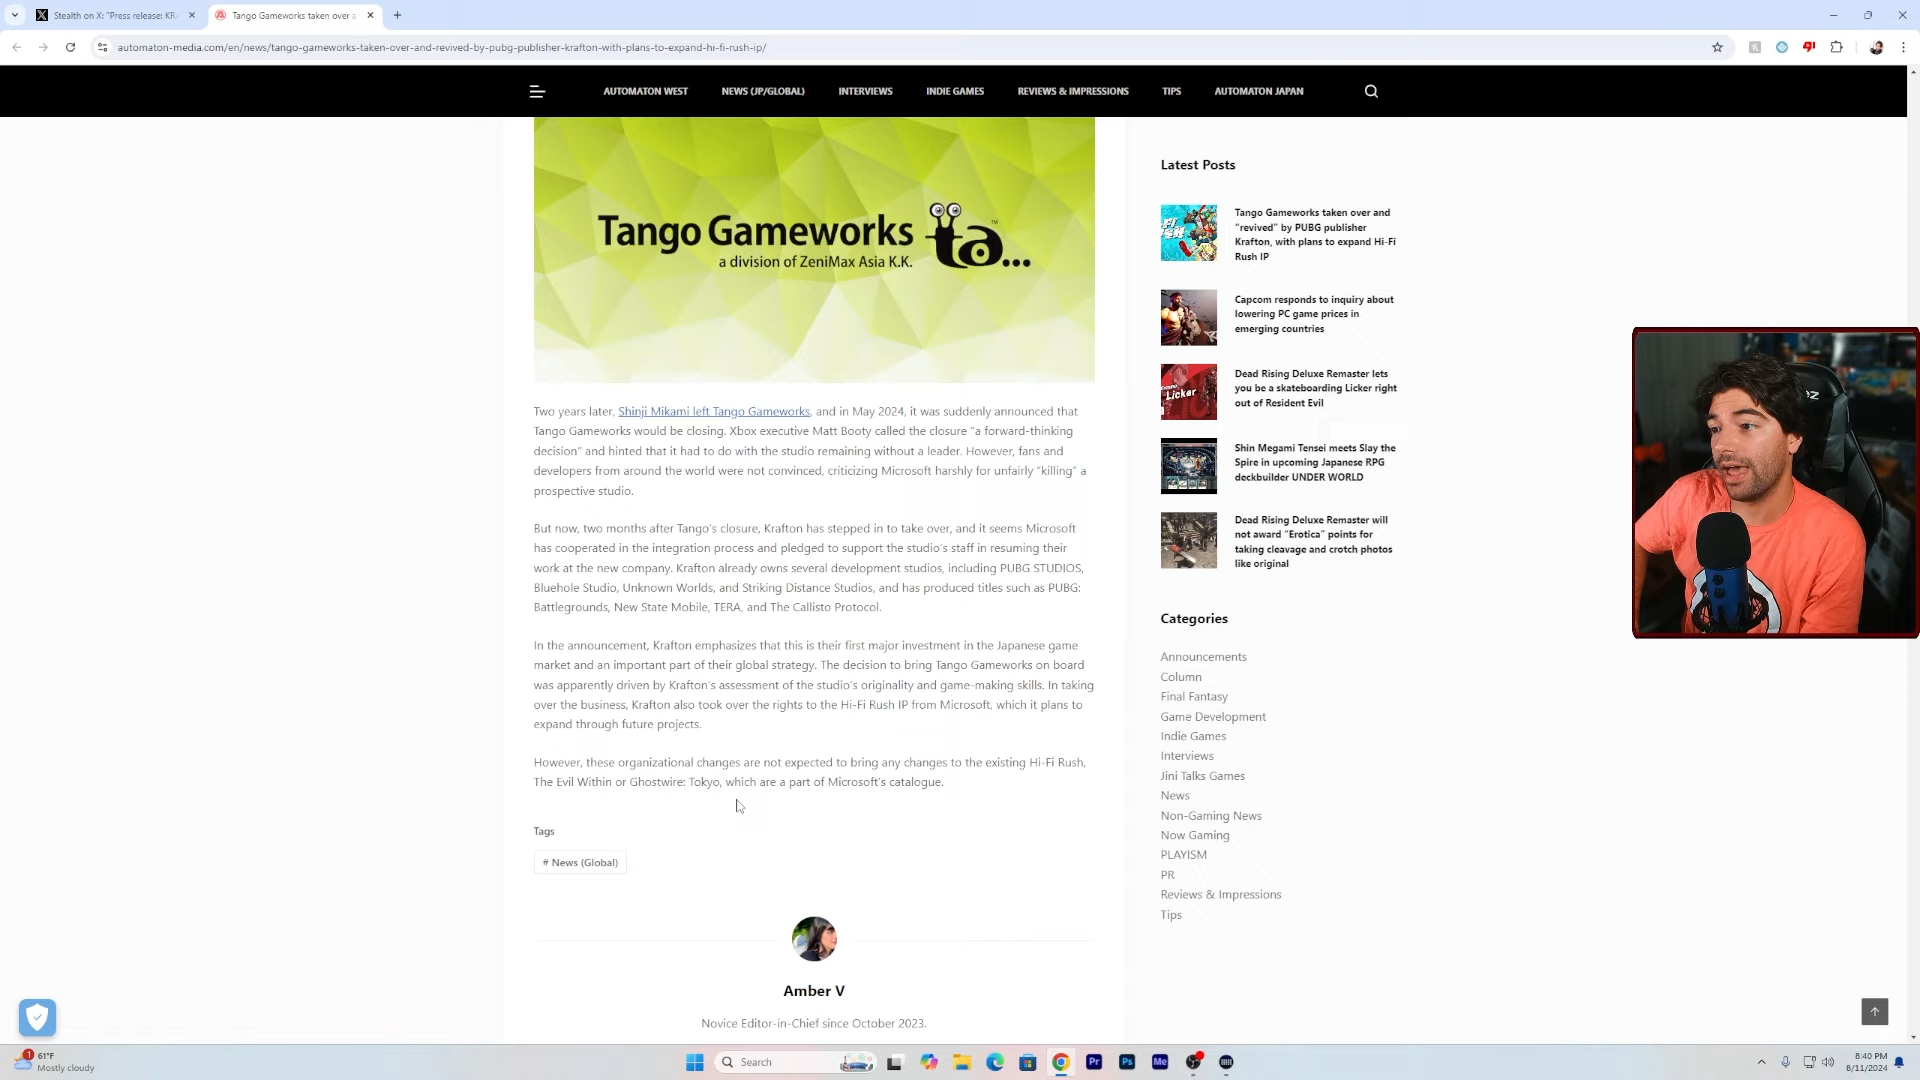 Stealth on X: "Press release: KR
Tango Gameworks taken over a
automaton-media.com/en/news/tango-gameworks-taken-over-and-revived-by-pubg-publisher-krafton-with-plans-to-expand-hi-fi-rush-ip/
AUTOMATON WEST
NEWS (JP/GLOBAL)
INTERVIEWS
INDIE GAMES
REVIEWS & IMPRESSIONS
TIPS
AUTOMATON JAPAN
Tango Gameworks ta...™
a division of ZeniMax Asia K.K.
Two years later, Shinji Mikami left Tango Gameworks, and in May 2024, it was suddenly announced that
Tango Gameworks would be closing. Xbox executive Matt Booty called the closure “a forward-thinking
decision” and hinted that it had to do with the studio remaining without a leader. However, fans and
developers from around the world were not convinced, criticizing Microsoft harshly for unfairly “killing” a
prospective studio.
But now, two months after Tango’s closure, Krafton has stepped in to take over, and it seems Microsoft
has cooperated in the integration process and pledged to support the studio’s staff in resuming their
work at the new company. Krafton already owns several development studios, including PUBG STUDIOS,
Bluehole Studio, Unknown Worlds, and Striking Distance Studios, and has produced titles such as PUBG:
Battlegrounds, New State Mobile, TERA, and The Callisto Protocol.
In the announcement, Krafton emphasizes that this is their first major investment in the Japanese game
market and an important part of their global strategy. The decision to bring Tango Gameworks on board
was apparently driven by Krafton’s assessment of the studio’s originality and game-making skills. In taking
over the business, Krafton also took over the rights to the Hi-Fi Rush IP from Microsoft, which it plans to
expand through future projects.
However, these organizational changes are not expected to bring any changes to the existing Hi-Fi Rush,
The Evil Within or Ghostwire: Tokyo, which are a part of Microsoft’s catalogue.
Tags
# News (Global)
Amber V
Novice Editor-in-Chief since October 2023.
Latest Posts
Tango Gameworks taken over and
“revived” by PUBG publisher
Krafton, with plans to expand Hi-Fi
Rush IP
Capcom responds to inquiry about
lowering PC game prices in
emerging countries
Licker
Dead Rising Deluxe Remaster lets
you be a skateboarding Licker right
out of Resident Evil
Shin Megami Tensei meets Slay the
Spire in upcoming Japanese RPG
deckbuilder UNDER WORLD
Dead Rising Deluxe Remaster will
not award “Erotica” points for
taking cleavage and crotch photos
like original
Categories
Announcements
Column
Final Fantasy
Game Development
Indie Games
Interviews
Jini Talks Games
News
Non-Gaming News
Now Gaming
PLAYISM
PR
Reviews & Impressions
Tips
1
61°F
Mostly cloudy
Search
Pr
Ps
Me
8:40 PM
8/11/2024